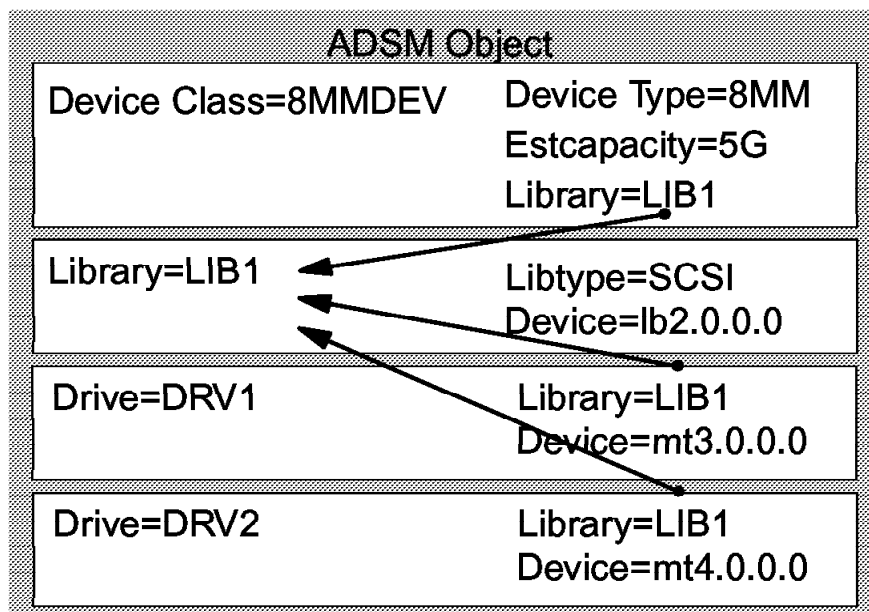 ADSM Object
Device Class=8MMDEV
Device Type=8MM
Estcapacity=5G
Library=LIB1
Library=LIB1
Libtype=SCSI
Device=lb2.0.0.0
Drive=DRV1
Library=LIB1
Device=mt3.0.0.0
Drive=DRV2
Library=LIB1
Device=mt4.0.0.0